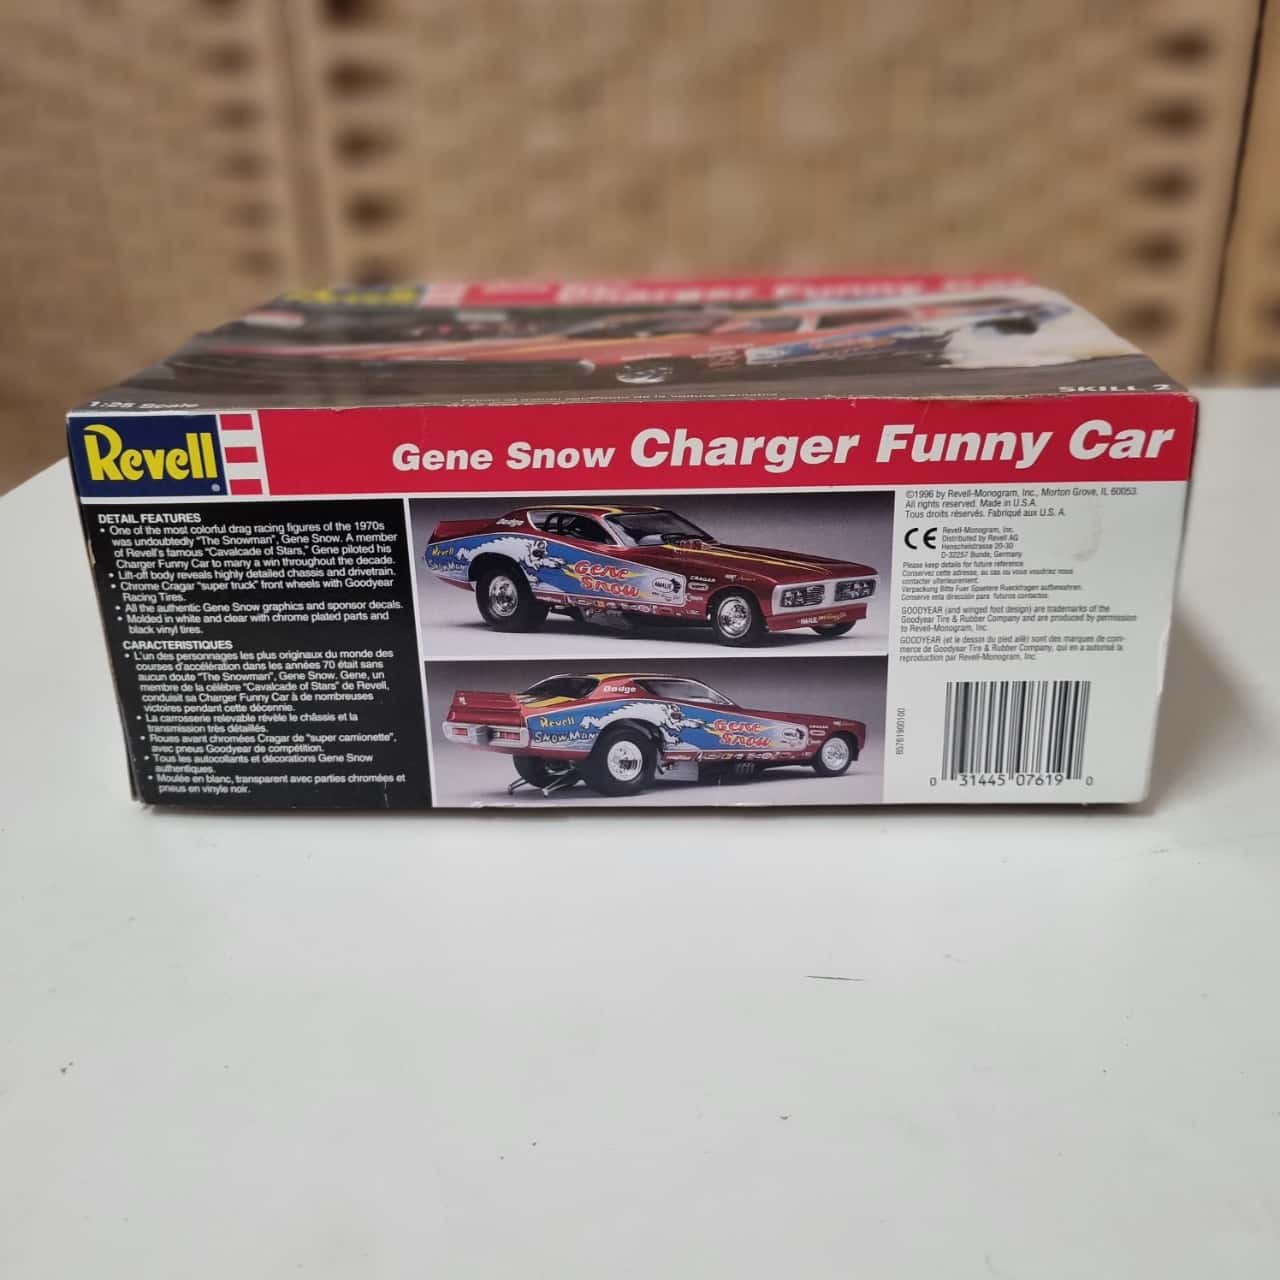 Revell
Charger Funny Car
1:25 Scale
SKILL 2
Revell
Gene Snow Charger Funny Car
DETAIL FEATURES
• One of the most colorful drag racing figures of the 1970s
was undoubtedly "The Snowman", Gene Snow. A member
of Revell's famous "Cavalcade of Stars," Gene piloted his
Charger Funny Car to many a win throughout the decade.
• Lift-off body reveals highly detailed chassis and drivetrain.
• Chrome Cragar "super truck" front wheels with Goodyear
Racing Tires.
• All the authentic Gene Snow graphics and sponsor decals.
• Molded in white and clear with chrome plated parts and
black vinyl tires.
CARACTERISTIQUES
• L'un des personnages les plus originaux du monde des
courses d'accélération dans les années 70 était sans
aucun doute "The Snowman", Gene Snow. Gene, un
membre de la célèbre "Cavalcade of Stars" de Revell,
conduisit sa Charger Funny Car à de nombreuses
victoires pendant cette décennie.
• La carrosserie relevable révèle le châssis et la
transmission très détaillés.
• Roues avant chromées Cragar de "super camionette",
avec pneus Goodyear de compétition.
• Tous les autocollants et décorations Gene Snow
authentiques.
• Moulée en blanc, transparent avec parties chromées et
pneus en vinyle noir.
Dodge
Revell
SNOWMAN
Gene
Snow
CRAGAR
Dodge
Revell
SNOWMAN
Gene
Snow
CRAGAR
©1996 by Revell-Monogram, Inc., Morton Grove, IL 60053.
All rights reserved. Made in U.S.A.
Tous droits réservés. Fabriqué aux U.S. A.
CE
Revell-Monogram, Inc.
Distributed by Revell AG
Henschelstrasse 20-30
D-32257 Bunde, Germany
Please keep details for future reference
Conservez cette adresse, au cas ou vous voudriez nous
contacter ulterieurement.
Verpackung Bitte Fuer Spaetere Rueckfragen aufbewahren.
Conserve esta dirección para futuros contactos.
GOODYEAR (and winged foot design) are trademarks of the
Goodyear Tire & Rubber Company and are produced by permission
to Revell-Monogram, Inc.
GOODYEAR (et le dessin du pied ailé) sont des marques de com-
merce de Goodyear Tire & Rubber Company, qui en a autorisé la
reproduction par Revell-Monogram, Inc.
85761900100
0 31445 07619 0